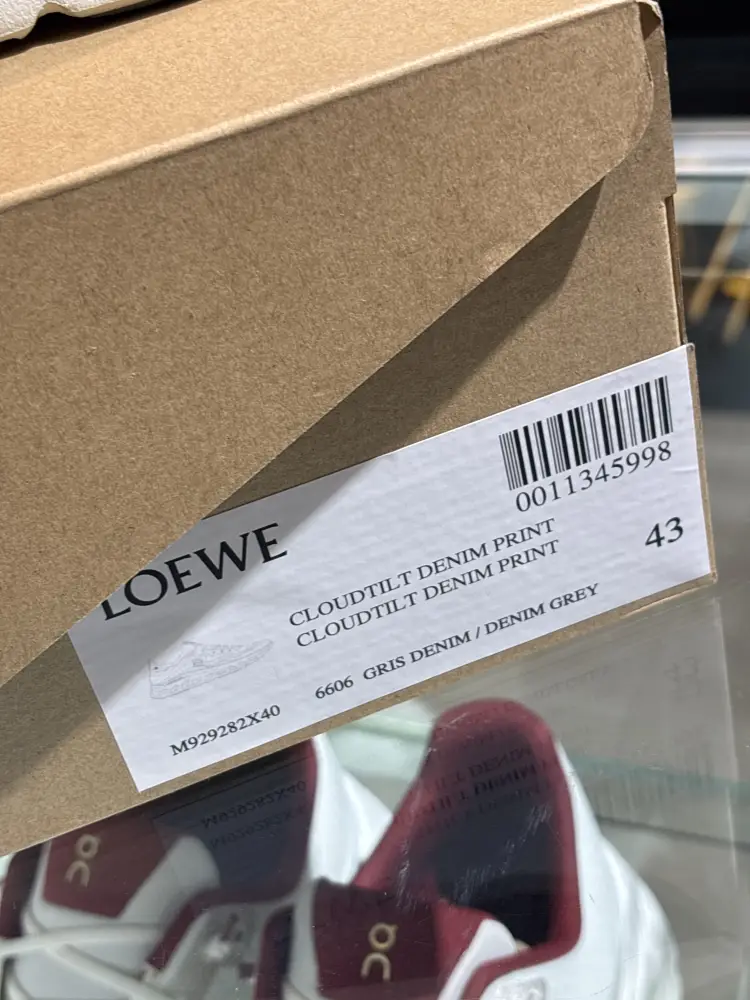 0011345998
LOEWE
CLOUDTILT DENIM PRINT
CLOUDTILT DENIM PRINT
43
6606 GRIS DENIM / DENIM GREY
M929282X40